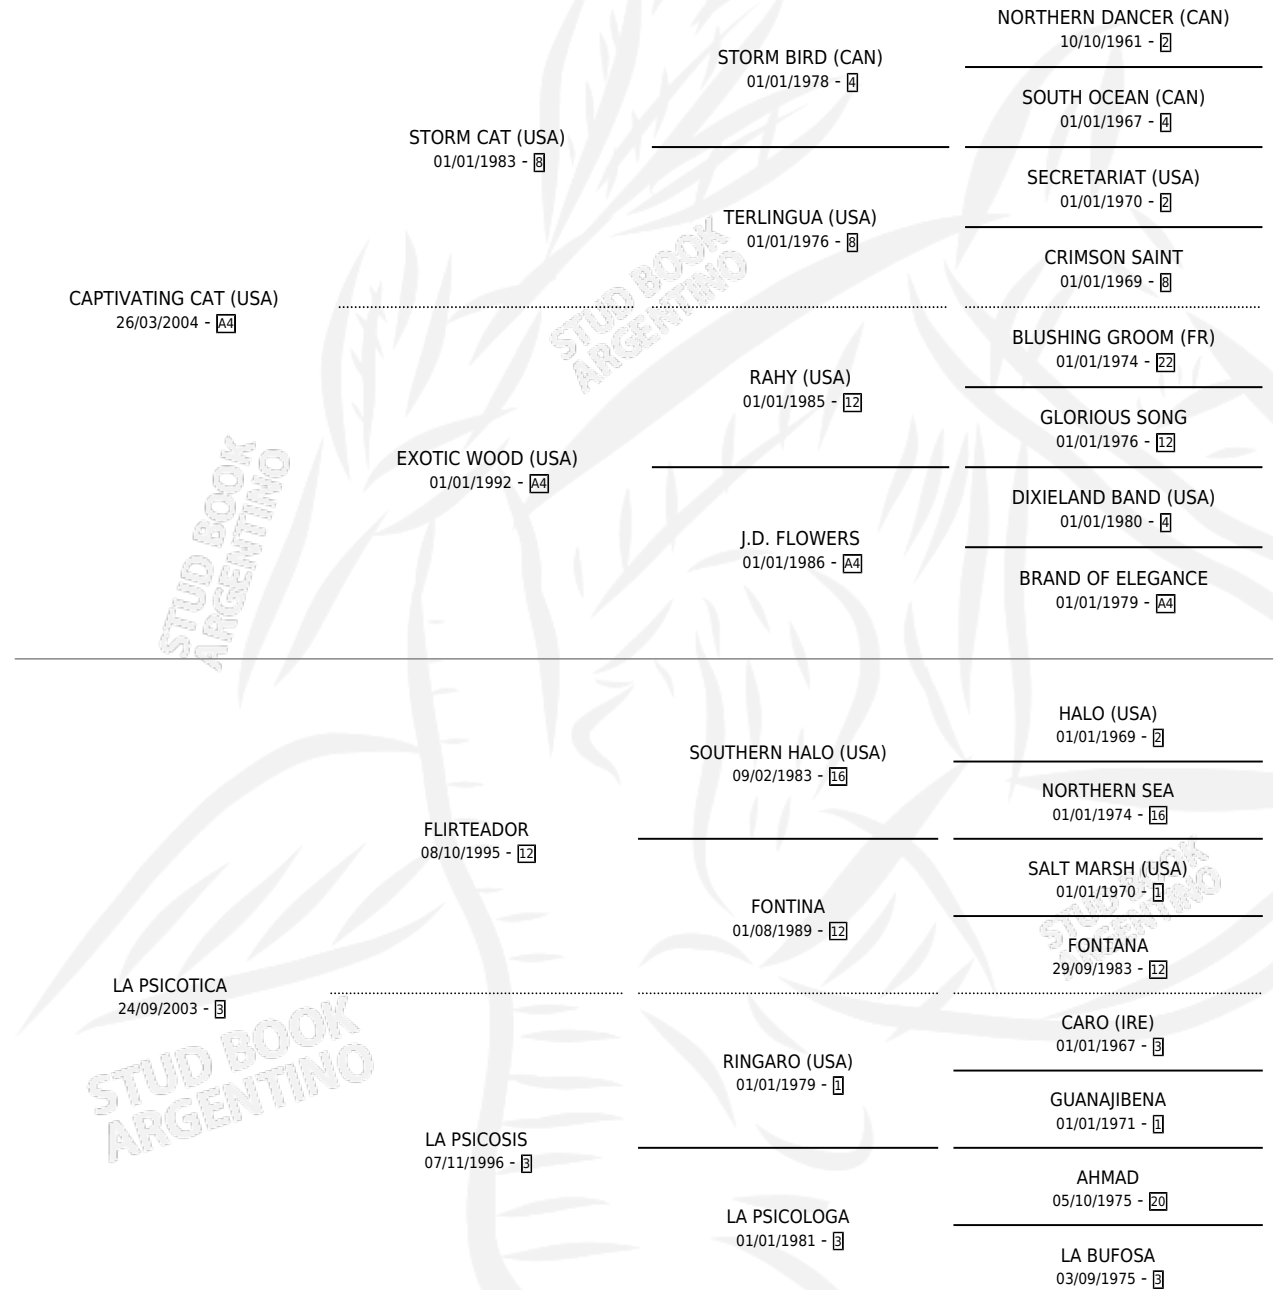 NORTHERN DANCER (CAN)
10/10/1961 - 2
STORM BIRD (CAN)
01/01/1978 - 4
SOUTH OCEAN (CAN)
01/01/1967 - 4
STORM CAT (USA)
01/01/1983 - 8
SECRETARIAT (USA)
01/01/1970 - 2
TERLINGUA (USA)
01/01/1976 - 8
CRIMSON SAINT
01/01/1969 - 8
CAPTIVATING CAT (USA)
26/03/2004 - A4
STUD BOOK
ARGENTINO
BLUSHING GROOM (FR)
01/01/1974 - 22
RAHY (USA)
01/01/1985 - 12
GLORIOUS SONG
01/01/1976 - 12
EXOTIC WOOD (USA)
01/01/1992 - A4
DIXIELAND BAND (USA)
01/01/1980 - 4
J.D. FLOWERS
01/01/1986 - A4
BRAND OF ELEGANCE
01/01/1979 - A4
STUD BOOK
ARGENTINO
HALO (USA)
01/01/1969 - 2
SOUTHERN HALO (USA)
09/02/1983 - 16
NORTHERN SEA
01/01/1974 - 16
FLIRTEADOR
08/10/1995 - 12
SALT MARSH (USA)
01/01/1970 - 1
FONTINA
01/08/1989 - 12
FONTANA
29/09/1983 - 12
STUD BOOK
ARGENTINO
LA PSICOTICA
24/09/2003 - 3
CARO (IRE)
01/01/1967 - 3
RINGARO (USA)
01/01/1979 - 1
GUANAJIBENA
01/01/1971 - 1
STUD BOOK
ARGENTINO
LA PSICOSIS
07/11/1996 - 3
AHMAD
05/10/1975 - 20
LA PSICOLOGA
01/01/1981 - 3
LA BUFOSA
03/09/1975 - 3